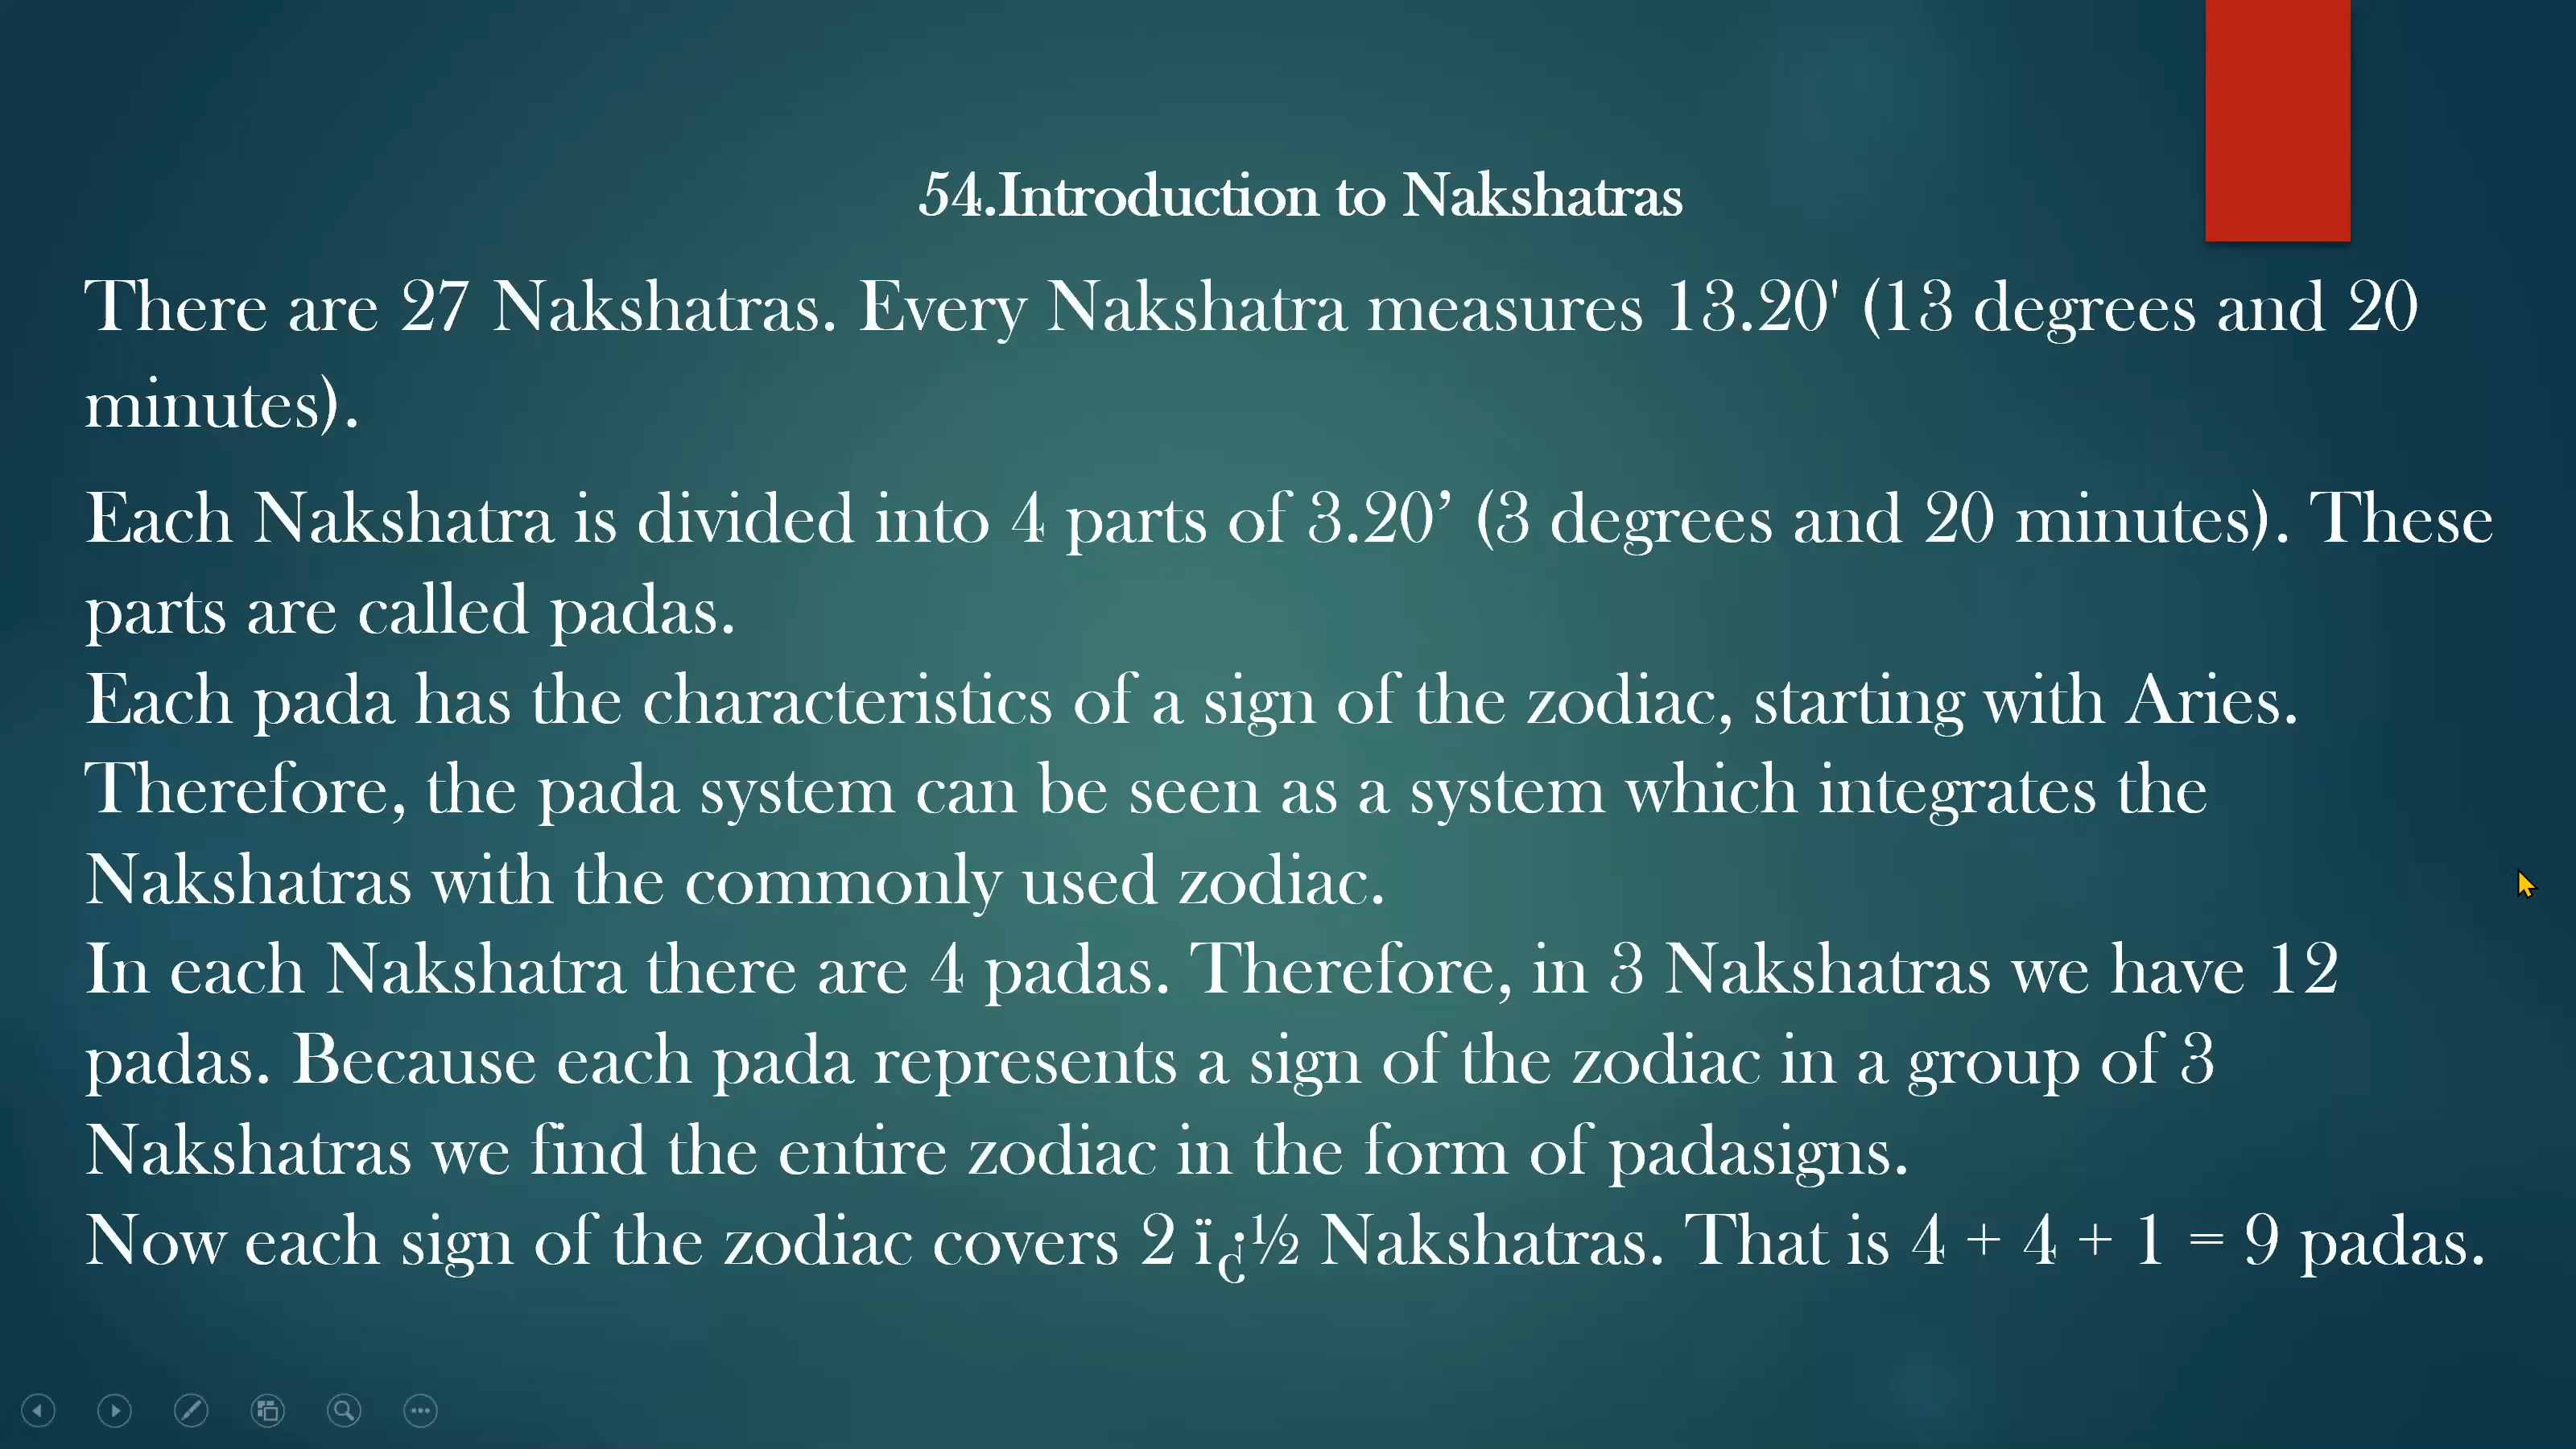 54.Introduction to Nakshatras
There are 27 Nakshatras. Every Nakshatra measures 13.20' (13 degrees and 20
minutes).
Each Nakshatra is divided into 4 parts of 3.20’ (3 degrees and 20 minutes). These
parts are called padas.
Each pada has the characteristics of a sign of the zodiac, starting with Aries.
Therefore, the pada system can be seen as a system which integrates the
Nakshatras with the commonly used zodiac.
In each Nakshatra there are 4 padas. Therefore, in 3 Nakshatras we have 12
padas. Because each pada represents a sign of the zodiac in a group of 3
Nakshatras we find the entire zodiac in the form of padasigns.
Now each sign of the zodiac covers 2 ï¿½ Nakshatras. That is 4 + 4 + 1 = 9 padas.